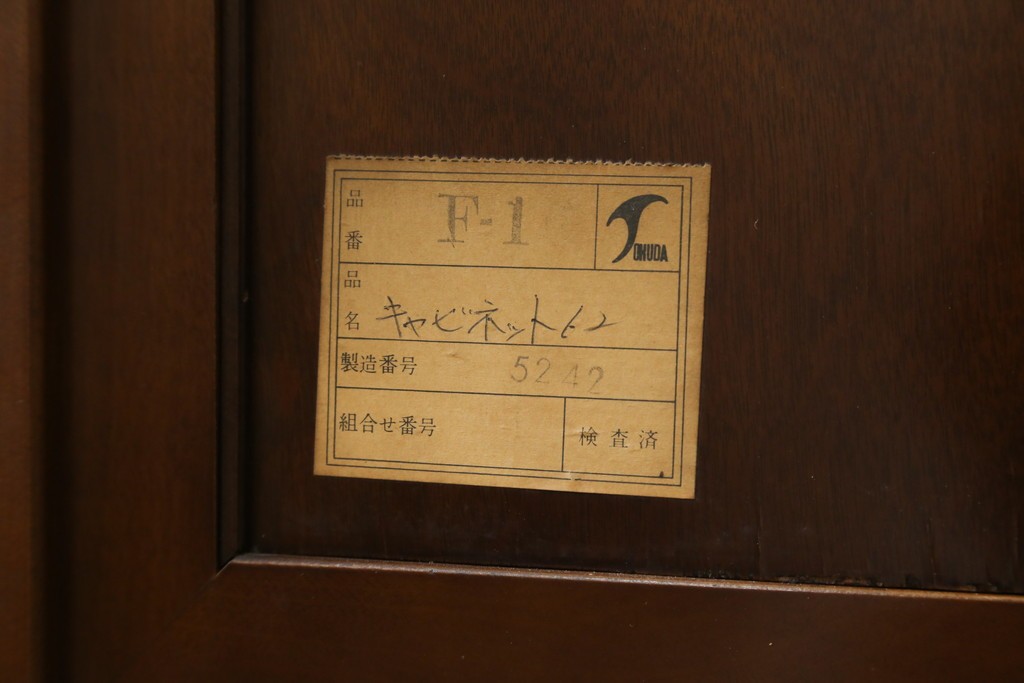 品番 F-1
TONUDA
品名 キャビネット62
製造番号 5242
組合せ番号
検査済